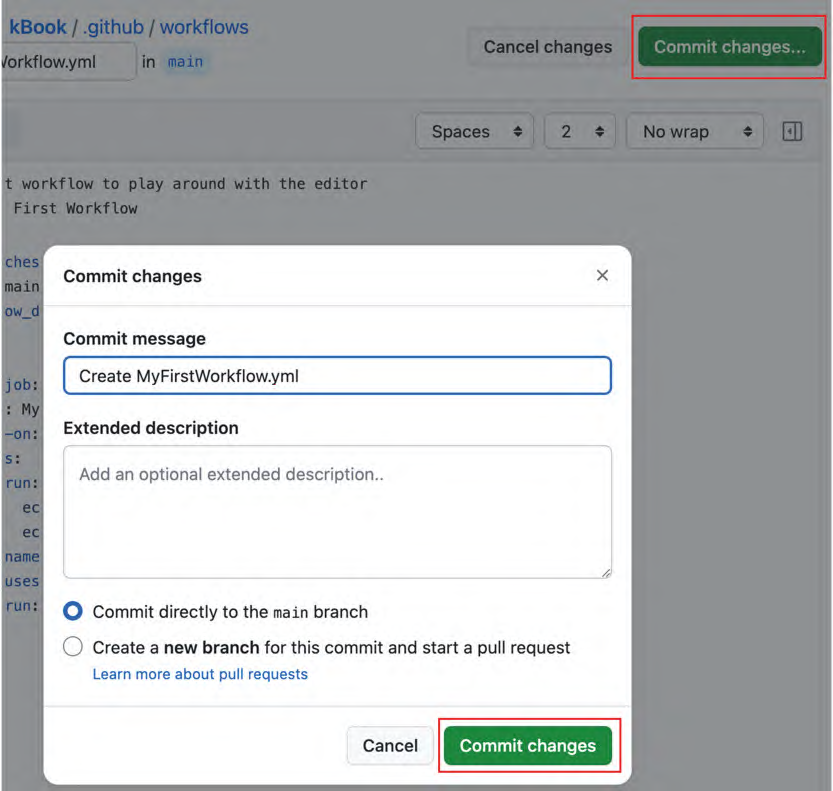 kBook / .github / workflows
Workflow.yml in main
Cancel changes
Commit changes...
Spaces 2 No wrap
t workflow to play around with the editor
First Workflow
ches
main
ow_d
job:
: My
-on:
s:
run:
ec
ec
name
uses
run:
Commit changes
Commit message
Create MyFirstWorkflow.yml
Extended description
Add an optional extended description..
Commit directly to the main branch
Create a new branch for this commit and start a pull request
Learn more about pull requests
Cancel
Commit changes